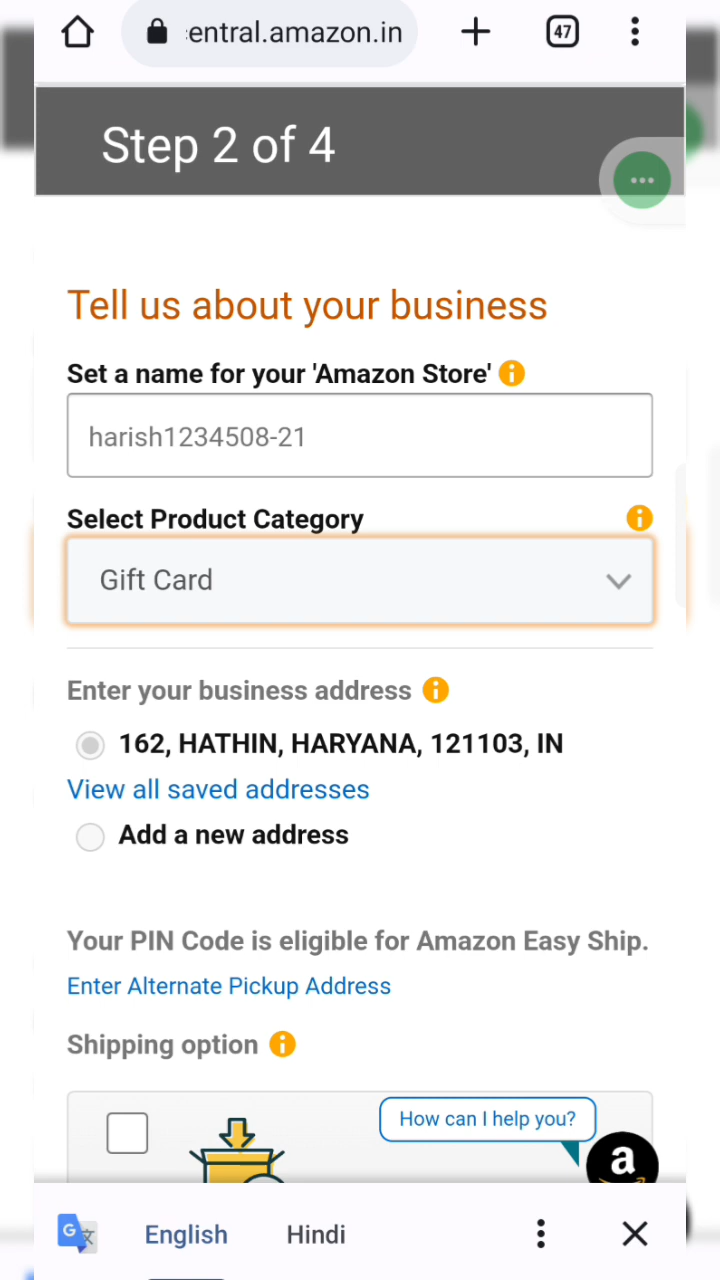 :entral.amazon.in
47
Step 2 of 4
Tell us about your business
Set a name for your 'Amazon Store'
harish1234508-21
Select Product Category
Gift Card
Enter your business address
162, HATHIN, HARYANA, 121103, IN
View all saved addresses
Add a new address
Your PIN Code is eligible for Amazon Easy Ship.
Enter Alternate Pickup Address
Shipping option
How can I help you?
a
G 文
English Hindi